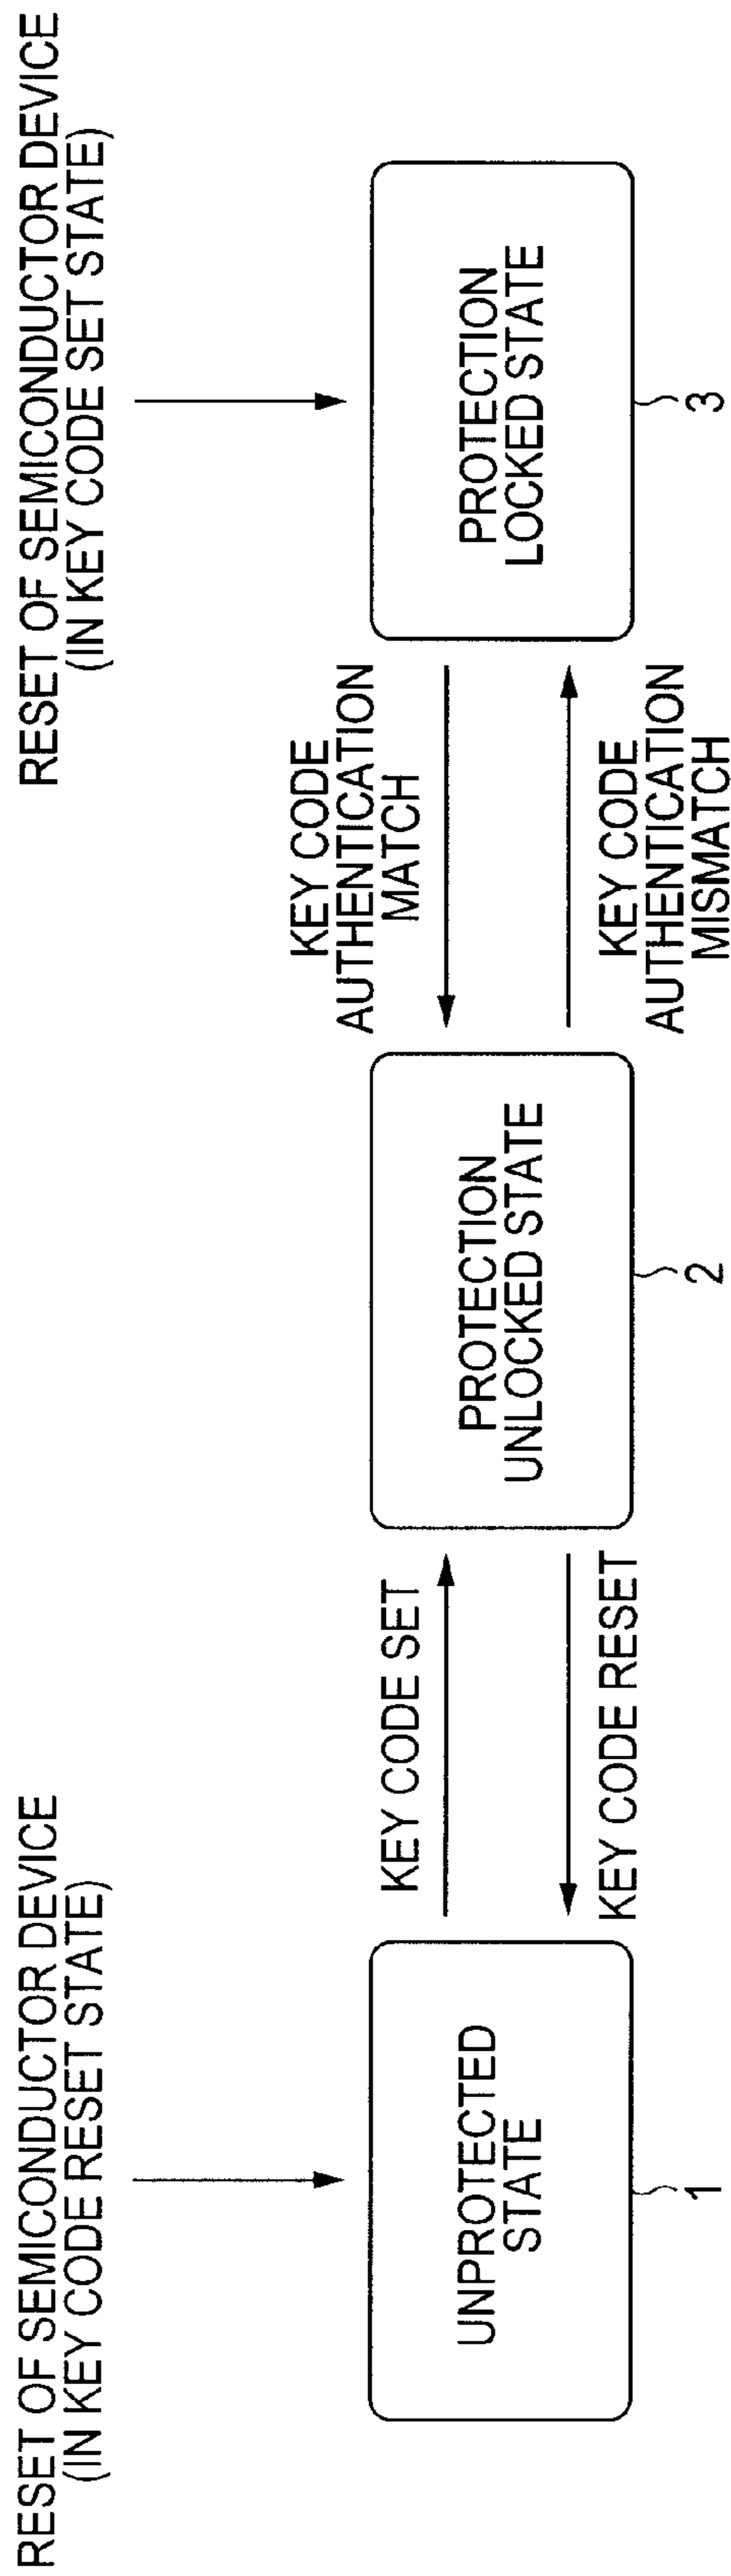 RESET OF SEMICONDUCTOR DEVICE
(IN KEY CODE RESET STATE)
RESET OF SEMICONDUCTOR DEVICE
(IN KEY CODE SET STATE)
UNPROTECTED
STATE
1
KEY CODE SET
KEY CODE RESET
PROTECTION
UNLOCKED STATE
2
KEY CODE
AUTHENTICATION
MATCH
KEY CODE
AUTHENTICATION
MISMATCH
PROTECTION
LOCKED STATE
3